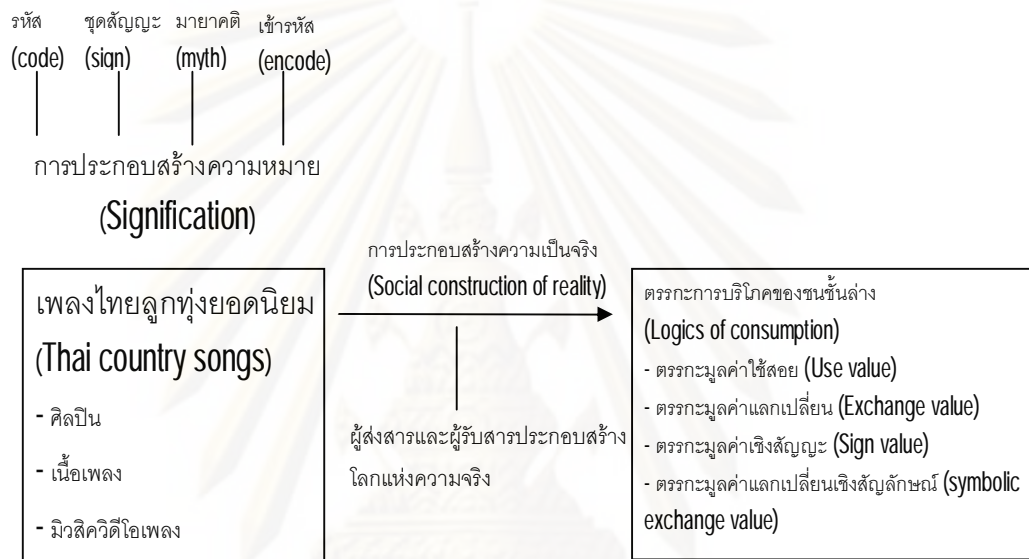 รหัส ชุดสัญญะ มายาคติ เข้ารหัส
(code) (sign) (myth) (encode)
การประกอบสร้างความหมาย
(Signification)
การประกอบสร้างความเป็นจริง
(Social construction of reality)
เพลงไทยลูกทุ่งยอดนิยม
(Thai country songs)
- ศิลปิน
- เนื้อเพลง
- มิวสิควิดีโอเพลง
ผู้ส่งสารและผู้รับสารประกอบสร้าง
โลกแห่งความจริง
ตรรกะการบริโภคของชนชั้นล่าง
(Logics of consumption)
- ตรรกะมูลค่าใช้สอย (Use value)
- ตรรกะมูลค่าแลกเปลี่ยน (Exchange value)
- ตรรกะมูลค่าเชิงสัญญะ (Sign value)
- ตรรกะมูลค่าแลกเปลี่ยนเชิงสัญลักษณ์ (symbolic
exchange value)